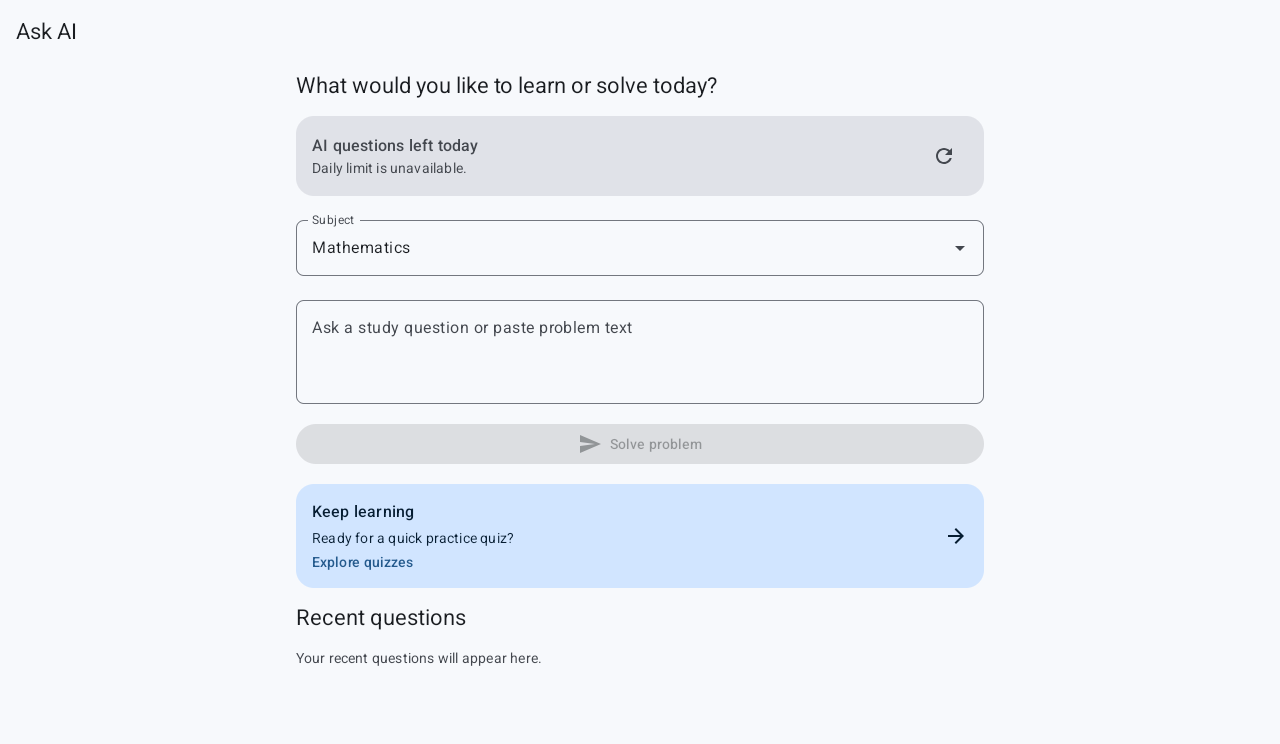 Ask AI
What would you like to learn or solve today?
AI questions left today
Daily limit is unavailable.
Subject
Mathematics
Ask a study question or paste problem text
Solve problem
Keep learning
Ready for a quick practice quiz?
Explore quizzes
Recent questions
Your recent questions will appear here.